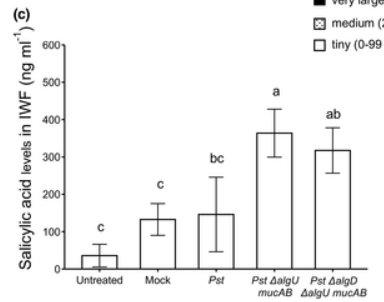 very large
(c)
medium (2
tiny (0-99
Salicylic acid levels in IWF (ng ml⁻¹)
600
500
400
300
200
100
0
c
c
bc
a
ab
Untreated
Mock
Pst
Pst ΔalgU
mucAB
Pst ΔalgD
ΔalgU mucAB